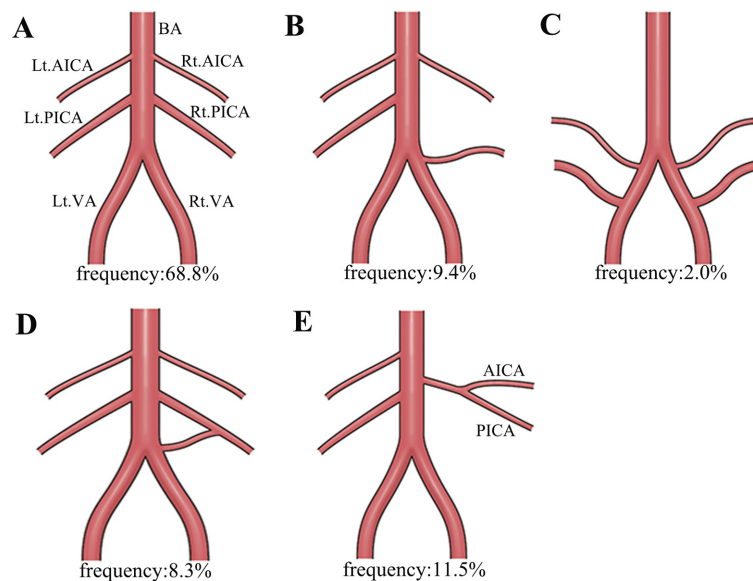 A
BA
Lt.AICA
Rt.AICA
Lt.PICA
Rt.PICA
Lt.VA
Rt.VA
frequency:68.8%
B
frequency:9.4%
C
frequency:2.0%
D
frequency:8.3%
E
AICA
PICA
frequency:11.5%